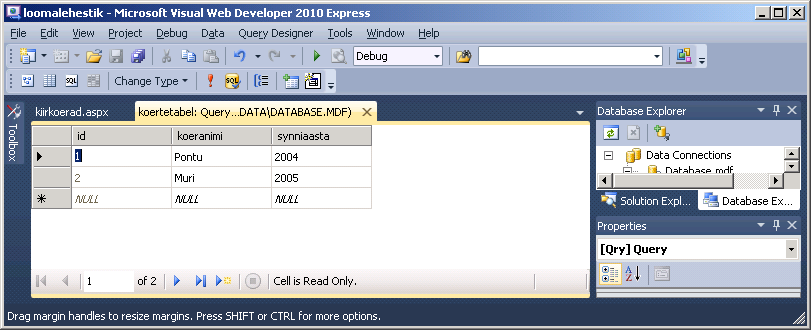 loomalehestik - Microsoft Visual Web Developer 2010 Express
File Edit View Project Debug Data Query Designer Tools Window Help
Debug
SQL Change Type
kiirkoerad.aspx koertetabel: Query...DATA\DATABASE.MDF)
Toolbox
id koeranimi synniaasta
1 Pontu 2004
2 Muri 2005
NULL NULL NULL
1 of 2 Cell is Read Only.
Database Explorer
Data Connections
Database.mdf
Solution Expl... Database Ex...
Properties
[Qry] Query
Drag margin handles to resize margins. Press SHIFT or CTRL for more options.